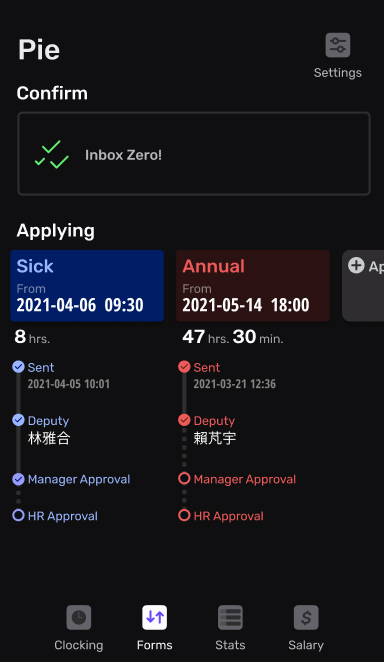 Pie
Settings
Confirm
Inbox Zero!
Applying
Sick
From
2021-04-06 09:30
8 hrs.
Sent
2021-04-05 10:01
Deputy
林雅合
Manager Approval
HR Approval
Annual
From
2021-05-14 18:00
47 hrs. 30 min.
Sent
2021-03-21 12:36
Deputy
賴芃宇
Manager Approval
HR Approval
Ap
Clocking
Forms
Stats
Salary